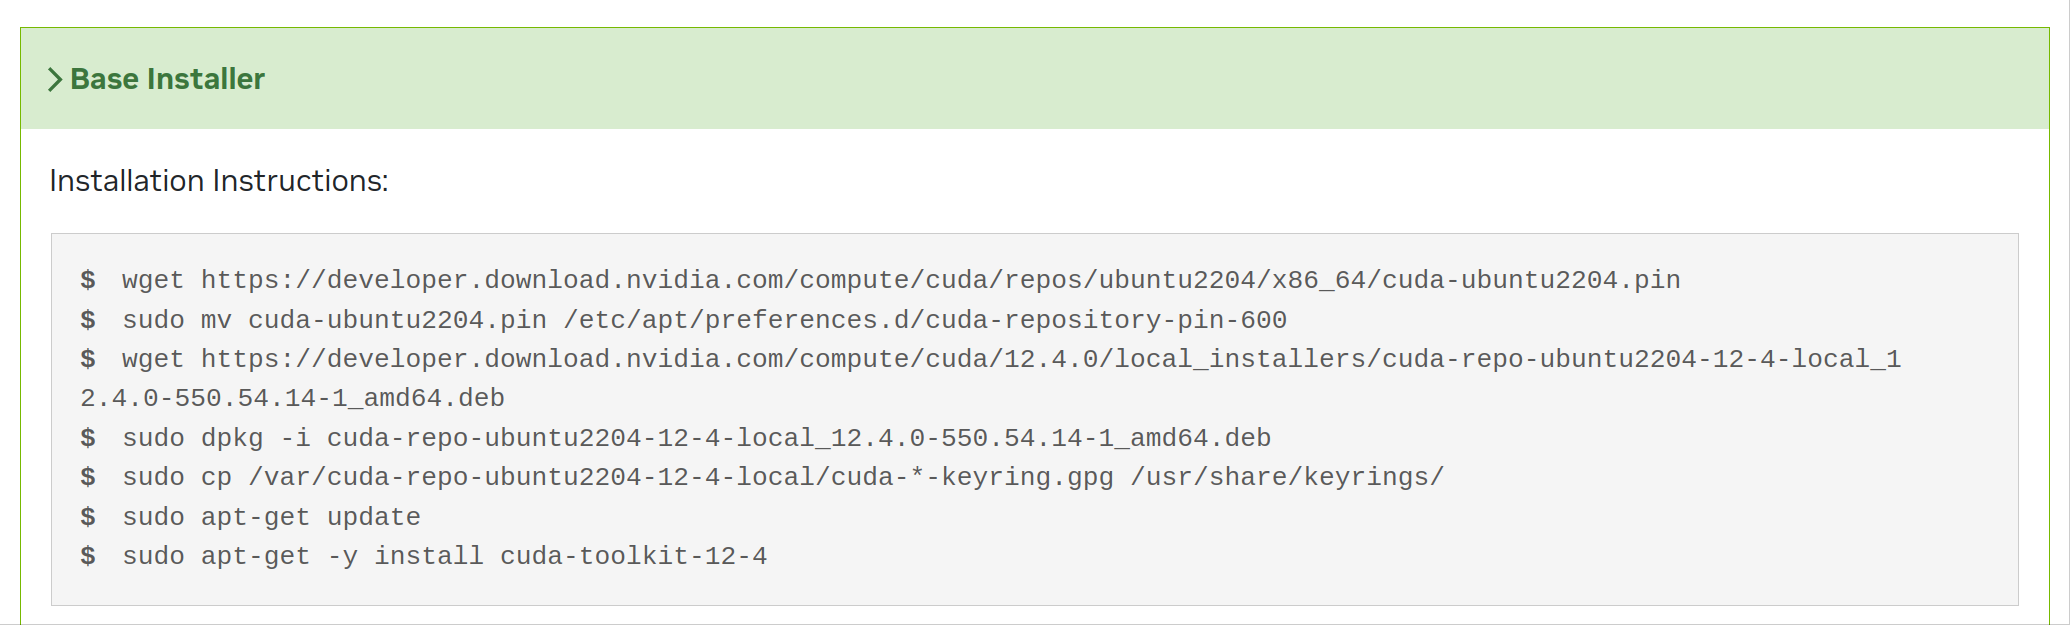 Base Installer
Installation Instructions:
$ wget https://developer.download.nvidia.com/compute/cuda/repos/ubuntu2204/x86_64/cuda-ubuntu2204.pin
$ sudo mv cuda-ubuntu2204.pin /etc/apt/preferences.d/cuda-repository-pin-600
$ wget https://developer.download.nvidia.com/compute/cuda/12.4.0/local_installers/cuda-repo-ubuntu2204-12-4-local_1
2.4.0-550.54.14-1_amd64.deb
$ sudo dpkg -i cuda-repo-ubuntu2204-12-4-local_12.4.0-550.54.14-1_amd64.deb
$ sudo cp /var/cuda-repo-ubuntu2204-12-4-local/cuda-*-keyring.gpg /usr/share/keyrings/
$ sudo apt-get update
$ sudo apt-get -y install cuda-toolkit-12-4